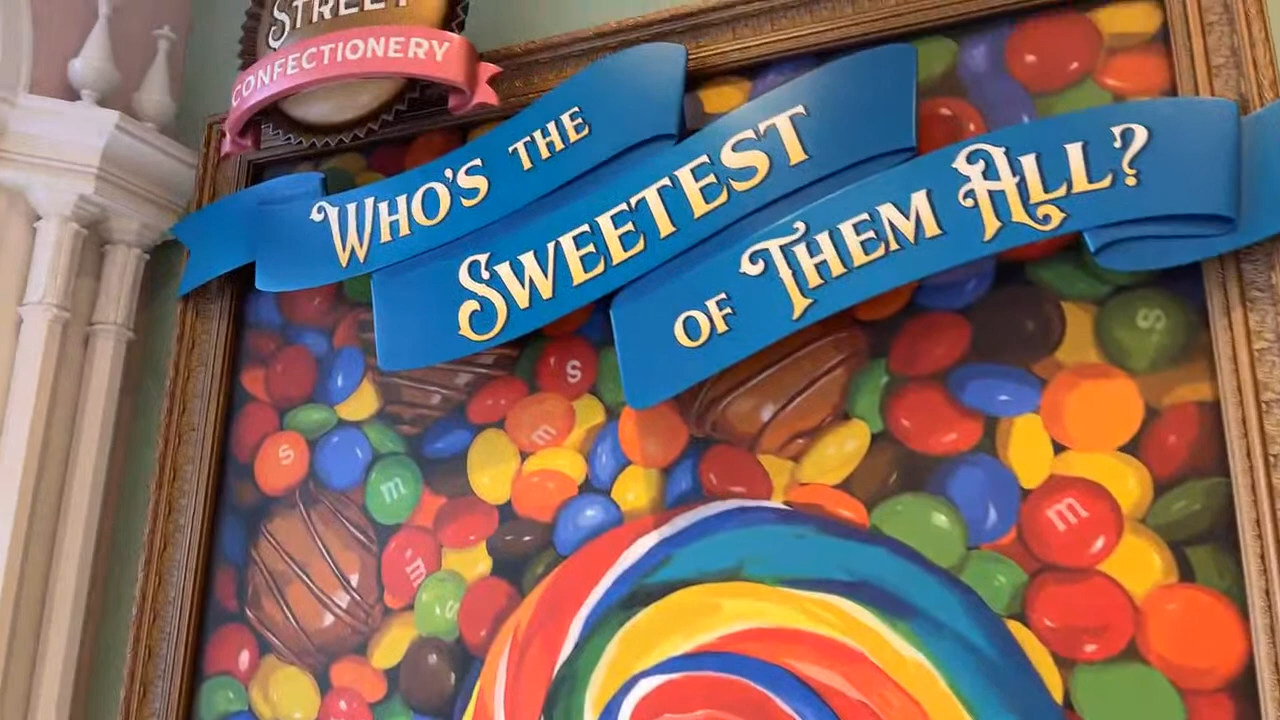 STREET
CONFECTIONERY
WHO'S THE
SWEETEST
OF THEM ALL?
s
m
s
m
m
s
m
s